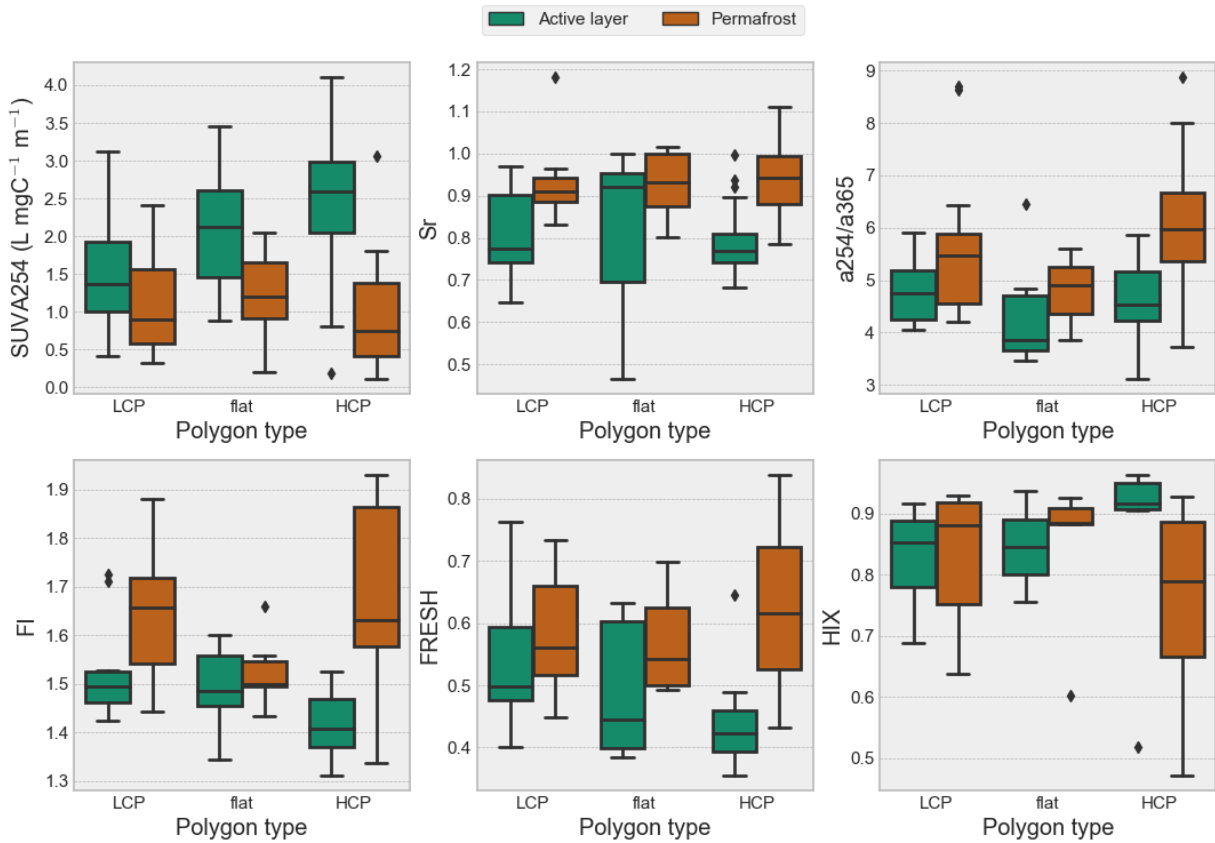 Active layer Permafrost
SUVA254 (L mgC⁻¹ m⁻¹)
4.0
3.5
3.0
2.5
2.0
1.5
1.0
0.5
0.0
LCP flat HCP
Polygon type
Sr
1.2
1.1
1.0
0.9
0.8
0.7
0.6
0.5
LCP flat HCP
Polygon type
a254/a365
9
8
7
6
5
4
3
LCP flat HCP
Polygon type
FI
1.9
1.8
1.7
1.6
1.5
1.4
1.3
LCP flat HCP
Polygon type
FRESH
0.8
0.7
0.6
0.5
0.4
LCP flat HCP
Polygon type
HIX
0.9
0.8
0.7
0.6
0.5
LCP flat HCP
Polygon type